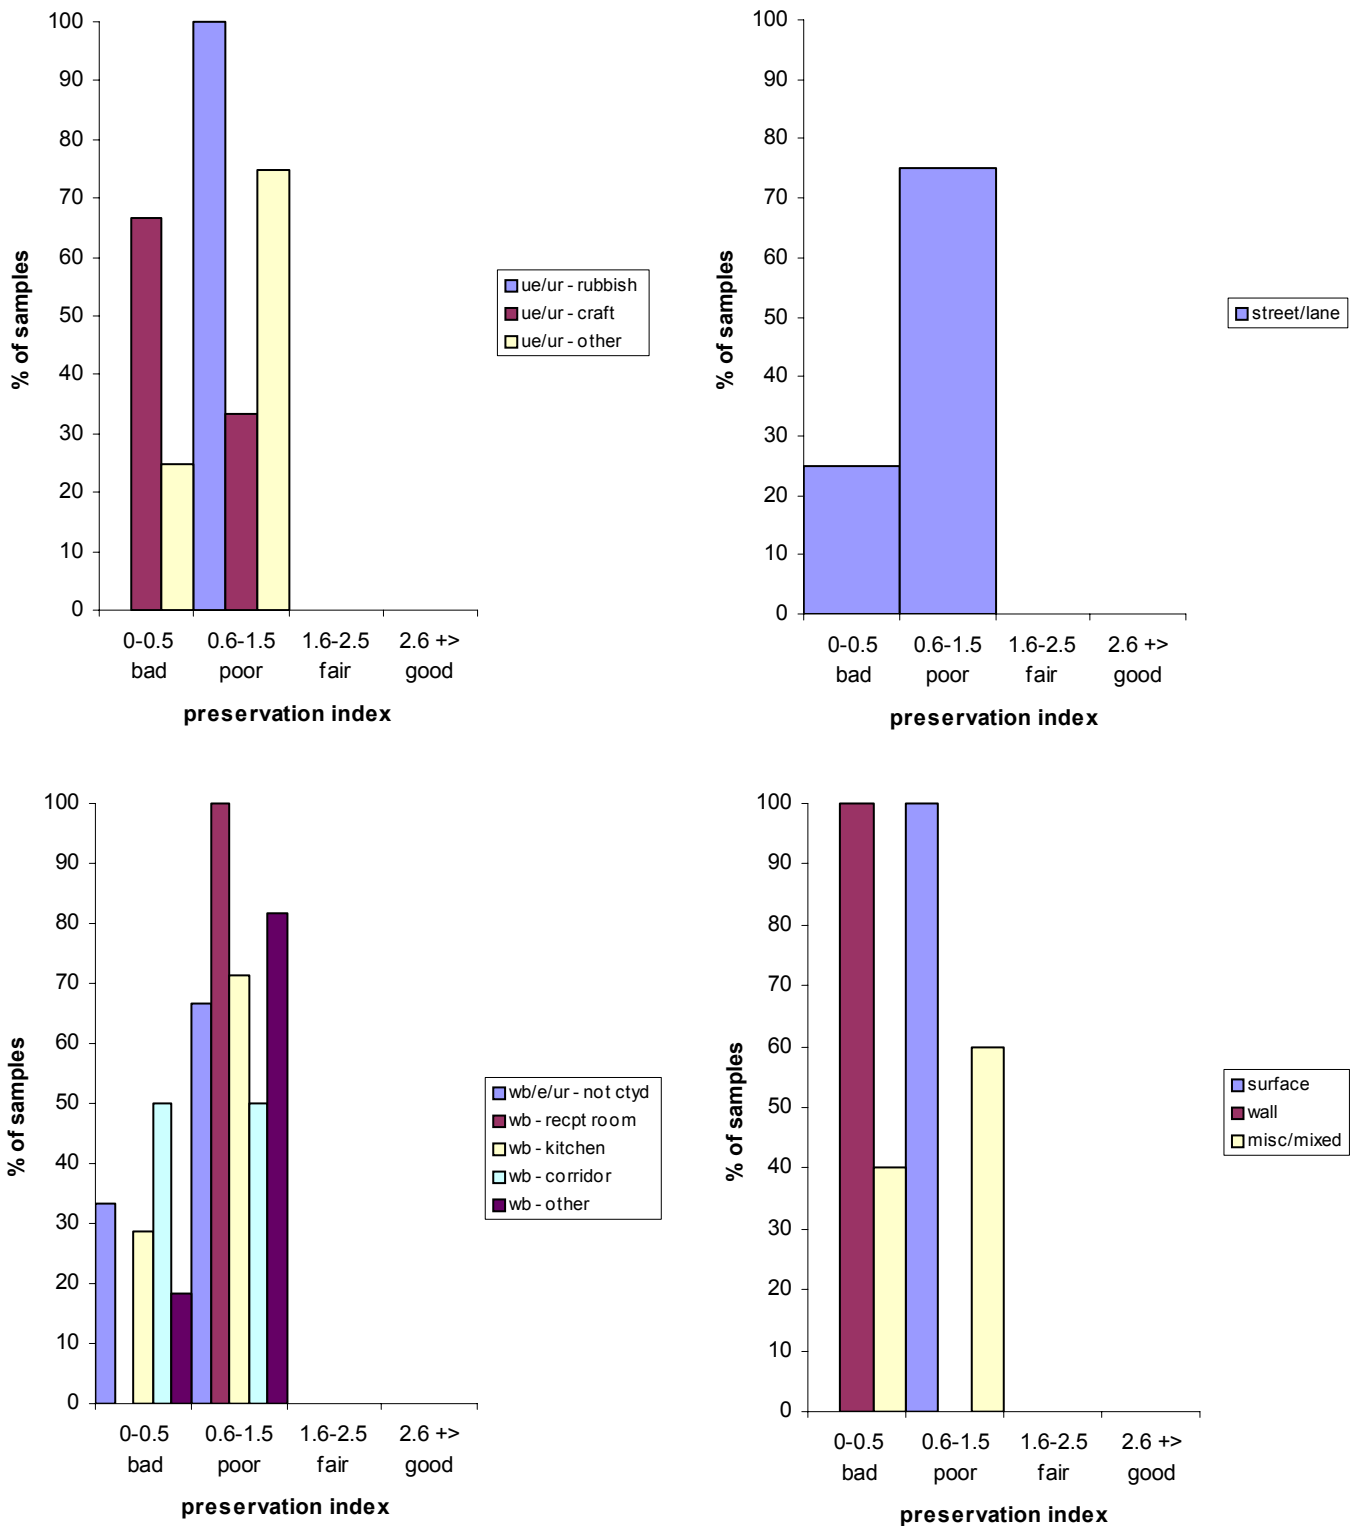 100
90
80
70
60
50
40
30
20
10
0
% of samples
0-0.5 0.6-1.5 1.6-2.5 2.6 +>
bad poor fair good
preservation index
ue/ur - rubbish
ue/ur - craft
ue/ur - other
100
90
80
70
60
50
40
30
20
10
0
% of samples
0-0.5 0.6-1.5 1.6-2.5 2.6 +>
bad poor fair good
preservation index
street/lane
100
90
80
70
60
50
40
30
20
10
0
% of samples
0-0.5 0.6-1.5 1.6-2.5 2.6 +>
bad poor fair good
preservation index
wb/e/ur - not ctyd
wb - recpt room
wb - kitchen
wb - corridor
wb - other
100
90
80
70
60
50
40
30
20
10
0
% of samples
0-0.5 0.6-1.5 1.6-2.5 2.6 +>
bad poor fair good
preservation index
surface
wall
misc/mixed